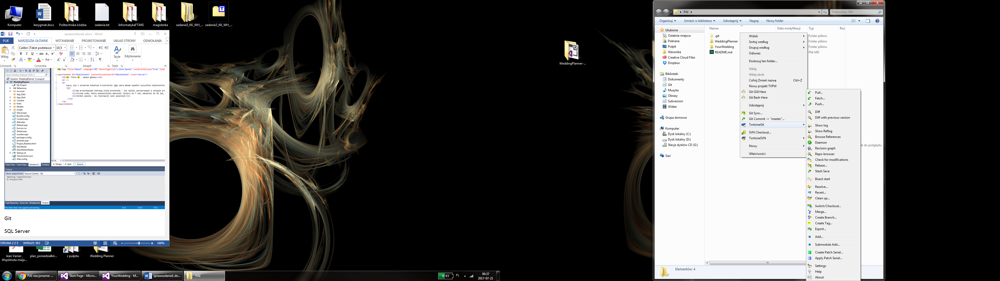 Komputer
kerygmat.docx
Politechnika Łódzka
zadania.txt
InformatykaFTiMS
magisterka
zadanie3_KK_WH_...
zadanie3_KK_WH_...
sprawozdanie1.docx - Word
PLIK NARZĘDZIA GŁÓWNE WSTAWIANIE PROJEKTOWANIE UKŁAD STRONY ODWOŁANIA
Calibri (Tekst podstawow 10,5
Wklej
Style
Edytowanie
Schowek Czcionka Akapit Style
Search Solution Explorer (Ctrl+;)
Solution 'WeddingPlanner' (1 project)
WeddingPlanner
My Project
References
Account
App_Data
App_Start
Content
fonts
Models
Scripts
About.aspx
Bundle.config
Contact.aspx
date.aspx
Default.aspx
favicon.ico
Global.asax
number.aspx
packages.config
presents.aspx
Project_Readme.html
Site.Master
Site.Mobile.Master
Startup.vb
ViewSwitcher.ascx
Web.config
Class View Team Expl... Solution E... Toolbox
<%@ Page Title="About" Language="VB" MasterPageFile="~/Site.Master" AutoEventWireup="true" CodeI
<asp:Content ID="BodyContent" ContentPlaceHolderID="MainContent" runat="server">
<h2><%: Title %> - moduł główny</h2>
<br />
<p>
Łączy się z serwerem lokalnym trzykrotnie (gdy para młoda wypełni wszystkie najistotniej
<ul>
<li>ma przechowywać końcową listę prezentów - ile należy zarezerwować w sklepie pre
<li>liczbę osób, które potwierdziło obecność (dzieci do 7 lat, młodzież do 18 lat,
<li>termin wesela - do rezerwacji sali weselnej</li>
</ul>
</p>
</asp:Content>
92 %
Design Split Source
Output
Show output from: Source Control - Git
Opening repositories:
D:\Pulpit\PAI
Call Hierarchy Error List Breakpoints Output
This item does not support previewing Ln 1 Col 1 Ch 1
Git
SQL Server
STRONA 2 Z 3 WYRAZY: 392 160%
Jean Vanier , Wspólnota miejs...
plan_poniedziałkó...
z pulpitu
Wedding Planner
PAI-stacjonarne: ...
Start Page - Micro...
YourWedding - M...
sprawozdanie1.do...
PAI
0:43
PL
00:37
2017-07-21
12
WeddingPlanner-...
PAI
Przeszukaj: PAI
Organizuj Umieść w bibliotece Udostępnij Nagraj Nowy folder
Nazwa Data modyfikacji Typ Roz
Ulubione
Ostatnie miejsca
Pobrane
Pulpit
Weronika
Creative Cloud Files
Dropbox
Biblioteki
Dokumenty
Git
Muzyka
Obrazy
Subversion
Wideo
Grupa domowa
Komputer
Dysk lokalny (C:)
Dysk lokalny (D:)
Stacja dysków CD (G:)
Sieć
.git
WeddingPlanner
YourWedding
README.md
Folder plików
Folder plików
Folder plików
Plik MD
Widok
Sortuj według
Grupuj według
Odśwież
Dostosuj ten folder...
Wklej
Wklej skrót
Cofnij Zmień nazwę Ctrl+Z
Nowy projekt TVPW
Git GUI Here
Git Bash Here
Udostępnij
Git Sync...
Git Commit -> "master"...
TortoiseGit
SVN Checkout...
TortoiseSVN
Nowy
Właściwości
Pull...
Fetch...
Push...
Diff
Diff with previous version
Show log
Show Reflog
Browse References
Daemon
Revision graph
Repo-browser
Check for modifications
Rebase...
Stash Save
Bisect start
Resolve...
Revert...
Clean up...
Switch/Checkout...
Merge...
Create Branch...
Create Tag...
Export...
Add...
Submodule Add...
Create Patch Serial...
Apply Patch Serial...
Settings
Help
About
ik do podglądu.
Elementów: 4